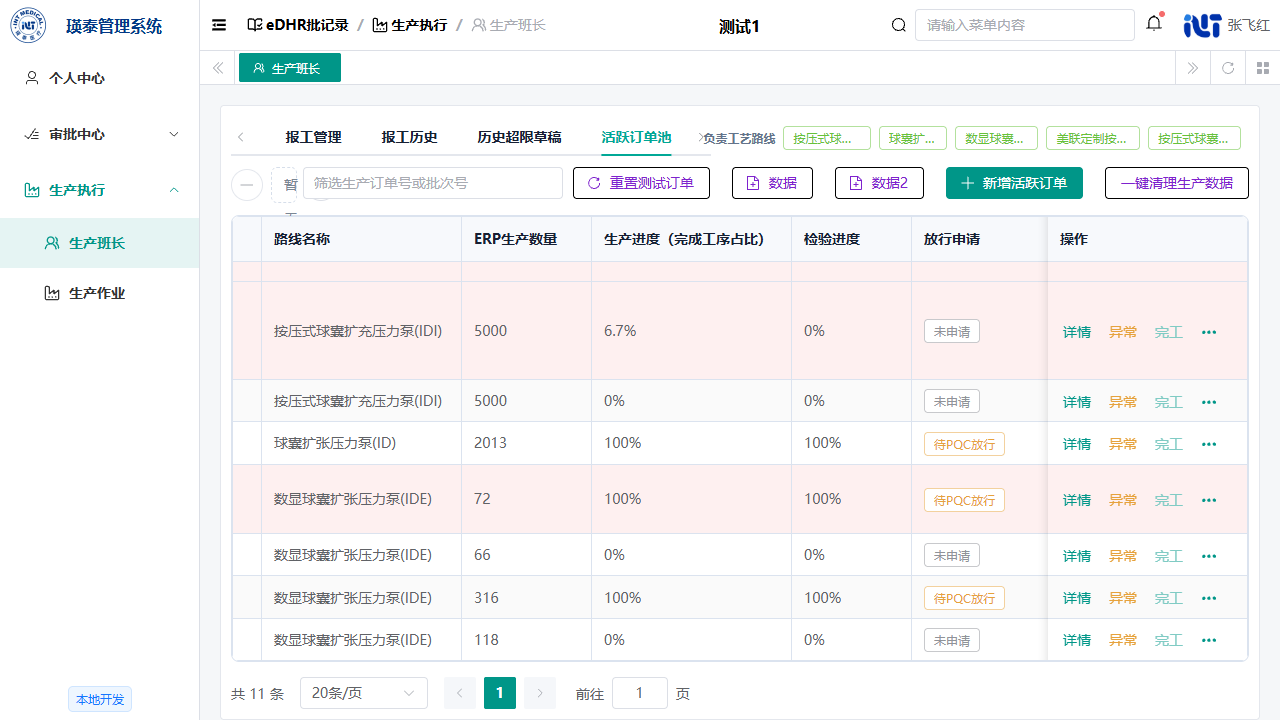 瑛泰管理系统
eDHR批记录 / 生产执行 / 生产班长
测试1
请输入菜单内容
张飞红
个人中心
审批中心
生产执行
生产班长
生产作业
本地开发
生产班长
报工管理 报工历史 历史超限草稿 活跃订单池
负责工艺路线 按压式球... 球囊扩... 数显球囊... 美联定制按... 按压式球囊...
暂 筛选生产订单号或批次号 重置测试订单 数据 数据2 新增活跃订单 一键清理生产数据
路线名称 ERP生产数量 生产进度（完成工序占比） 检验进度 放行申请 操作
按压式球囊扩充压力泵(IDI) 5000 6.7% 0% 未申请 详情 异常 完工 •••
按压式球囊扩充压力泵(IDI) 5000 0% 0% 未申请 详情 异常 完工 •••
球囊扩张压力泵(ID) 2013 100% 100% 待PQC放行 详情 异常 完工 •••
数显球囊扩张压力泵(IDE) 72 100% 100% 待PQC放行 详情 异常 完工 •••
数显球囊扩张压力泵(IDE) 66 0% 0% 未申请 详情 异常 完工 •••
数显球囊扩张压力泵(IDE) 316 100% 100% 待PQC放行 详情 异常 完工 •••
数显球囊扩张压力泵(IDE) 118 0% 0% 未申请 详情 异常 完工 •••
共 11 条 20条/页 1 前往 1 页